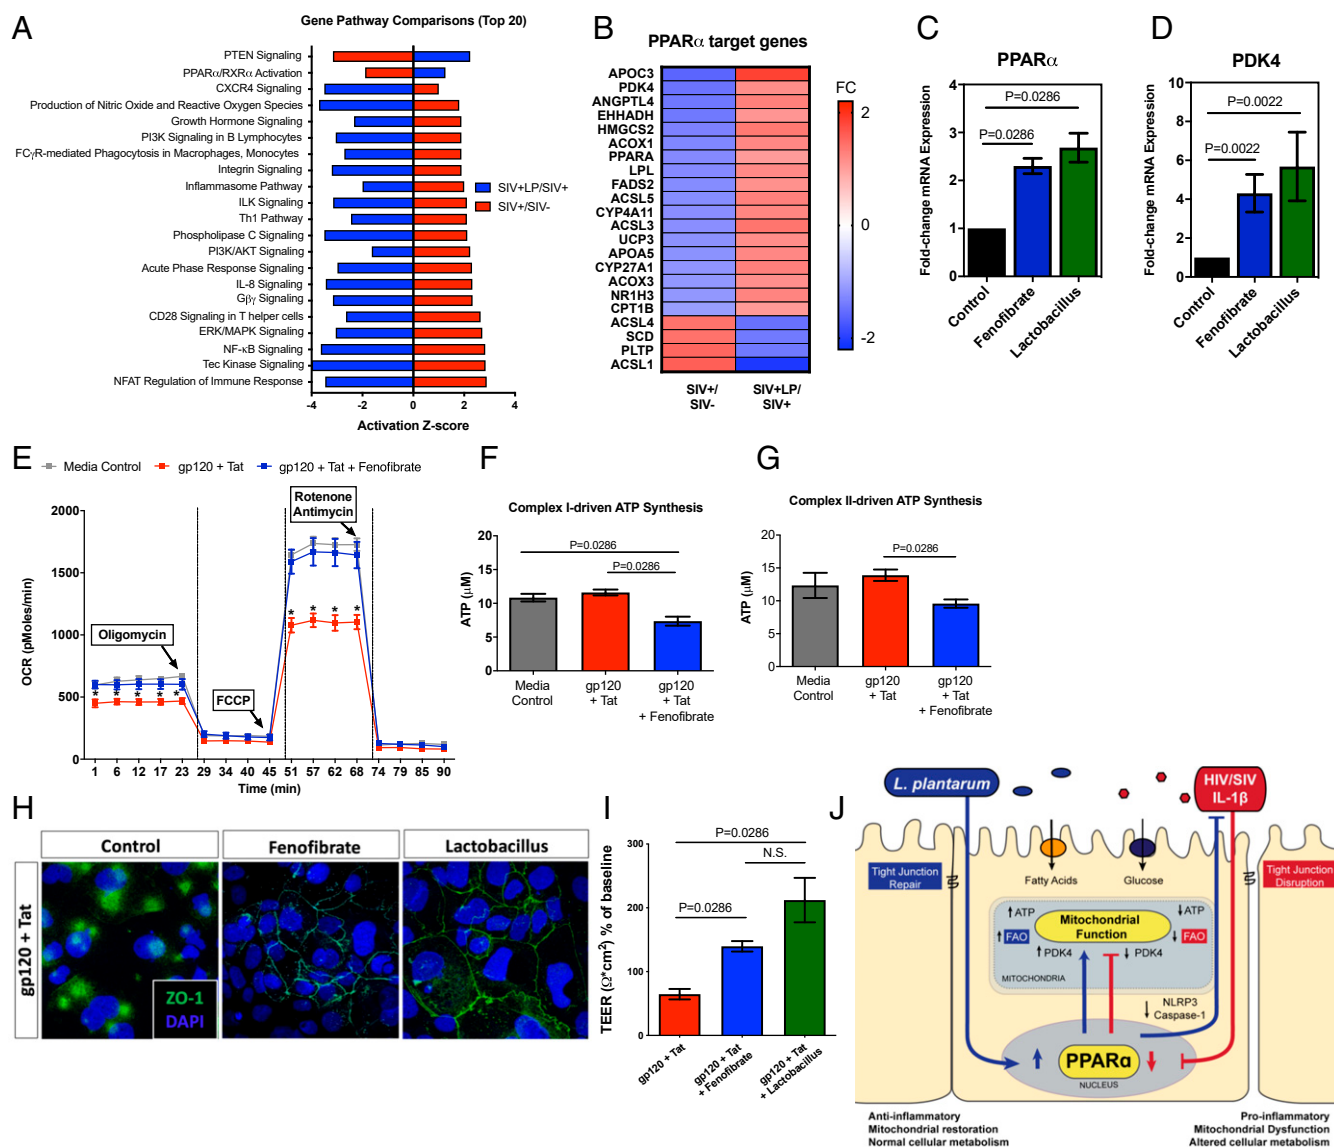 A
Gene Pathway Comparisons (Top 20)
PTEN Signaling
PPARα/RXRα Activation
CXCR4 Signaling
Production of Nitric Oxide and Reactive Oxygen Species
Growth Hormone Signaling
PI3K Signaling in B Lymphocytes
FCγR-mediated Phagocytosis in Macrophages, Monocytes
Integrin Signaling
Inflammasome Pathway
ILK Signaling
Th1 Pathway
Phospholipase C Signaling
PI3K/AKT Signaling
Acute Phase Response Signaling
IL-8 Signaling
Gβγ Signaling
CD28 Signaling in T helper cells
ERK/MAPK Signaling
NF-κB Signaling
Tec Kinase Signaling
NFAT Regulation of Immune Response
SIV+LP/SIV+
SIV+/SIV-
-4 -2 0 2 4
Activation Z-score
B
PPARα target genes
APOC3
PDK4
ANGPTL4
EHHADH
HMGCS2
ACOX1
PPARA
LPL
FADS2
ACSL5
CYP4A11
ACSL3
UCP3
APOA5
CYP27A1
ACOX3
NR1H3
CPT1B
ACSL4
SCD
PLTP
ACSL1
SIV+/
SIV-
SIV+LP/
SIV+
FC
2
0
-2
C
PPARα
Fold-change mRNA Expression
4
3
2
1
0
P=0.0286
P=0.0286
Control
Fenofibrate
Lactobacillus
D
PDK4
Fold-change mRNA Expression
10
8
6
4
2
0
P=0.0022
P=0.0022
Control
Fenofibrate
Lactobacillus
E
Media Control
gp120 + Tat
gp120 + Tat + Fenofibrate
OCR (pMoles/min)
2000
1500
1000
500
0
Oligomycin
FCCP
Rotenone
Antimycin
* * * * *
* * * *
1 6 12 17 23 29 34 40 45 51 57 62 68 74 79 85 90
Time (min)
F
Complex I-driven ATP Synthesis
ATP (μM)
20
15
10
5
0
P=0.0286
P=0.0286
Media
Control
gp120
+ Tat
gp120
+ Tat
+ Fenofibrate
G
Complex II-driven ATP Synthesis
ATP (μM)
20
15
10
5
0
P=0.0286
Media
Control
gp120
+ Tat
gp120
+ Tat
+ Fenofibrate
H
Control
Fenofibrate
Lactobacillus
gp120 + Tat
ZO-1
DAPI
I
TEER (Ω*cm²) % of baseline
300
200
100
0
P=0.0286
N.S.
P=0.0286
gp120 + Tat
gp120 + Tat
+ Fenofibrate
gp120 + Tat
+ Lactobacillus
J
L. plantarum
HIV/SIV
IL-1β
Tight Junction
Repair
Tight Junction
Disruption
Fatty Acids
Glucose
↑ATP
↑ FAO
↑PDK4
Mitochondrial
Function
↓ATP
↓ FAO
↓ PDK4
MITOCHONDRIA
↓ NLRP3
Caspase-1
PPARα
NUCLEUS
Anti-inflammatory
Mitochondrial restoration
Normal cellular metabolism
Pro-inflammatory
Mitochondrial Dysfunction
Altered cellular metabolism